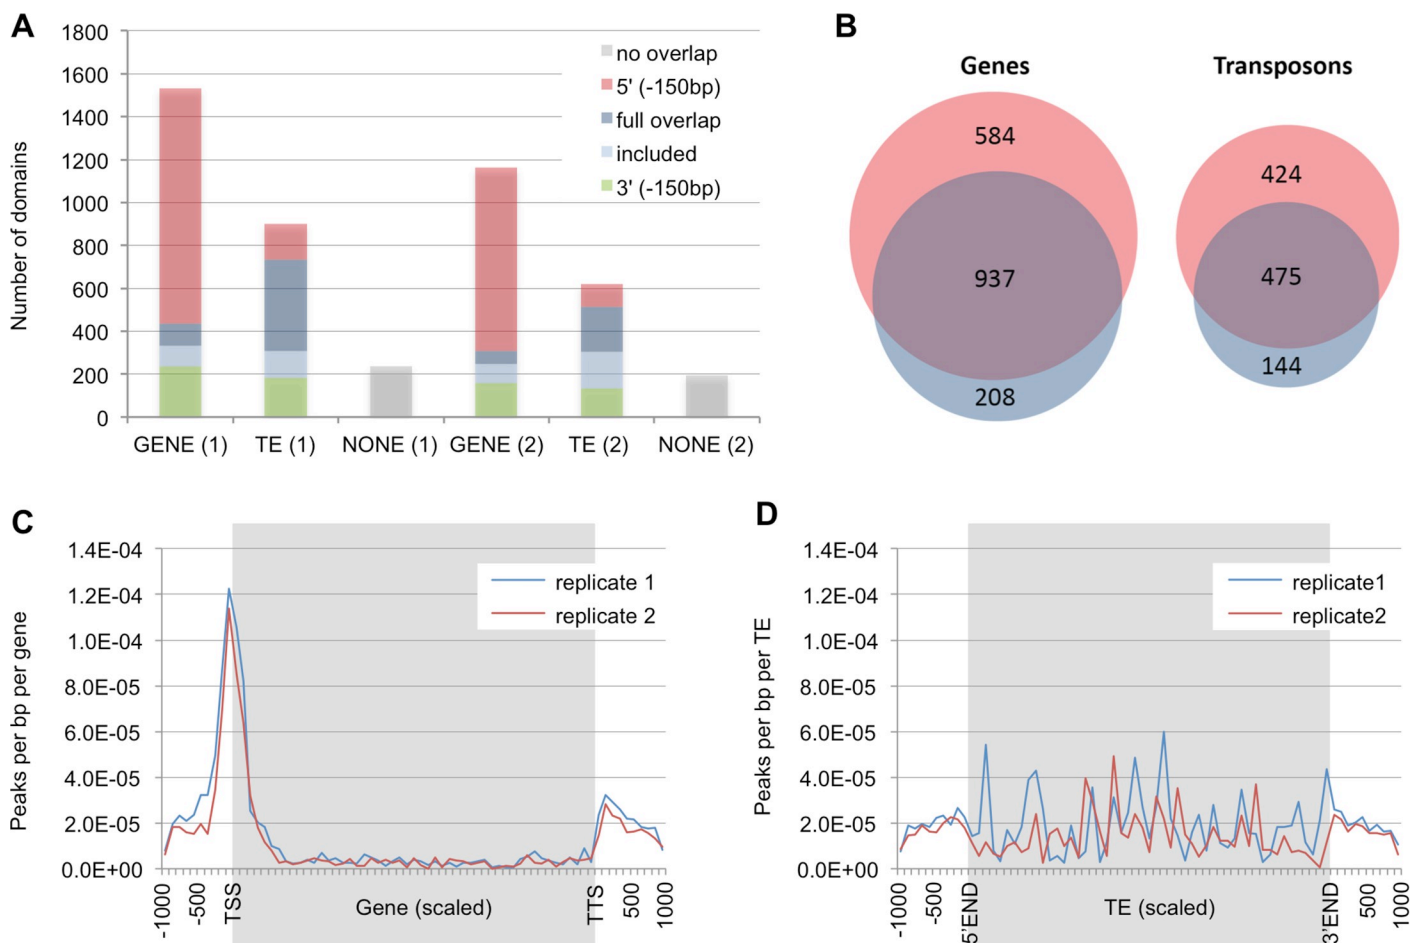 A
Number of domains
1800
1600
1400
1200
1000
800
600
400
200
0
no overlap
5' (-150bp)
full overlap
included
3' (-150bp)
GENE (1) TE (1) NONE (1) GENE (2) TE (2) NONE (2)
B
Genes
584
937
208
Transposons
424
475
144
C
Peaks per bp per gene
1.4E-04
1.2E-04
1.0E-04
8.0E-05
6.0E-05
4.0E-05
2.0E-05
0.0E+00
replicate 1
replicate 2
-1000 -500 TSS Gene (scaled) TTS 500 1000
D
Peaks per bp per TE
1.4E-04
1.2E-04
1.0E-04
8.0E-05
6.0E-05
4.0E-05
2.0E-05
0.0E+00
replicate1
replicate2
-1000 -500 5'END TE (scaled) 3'END 500 1000